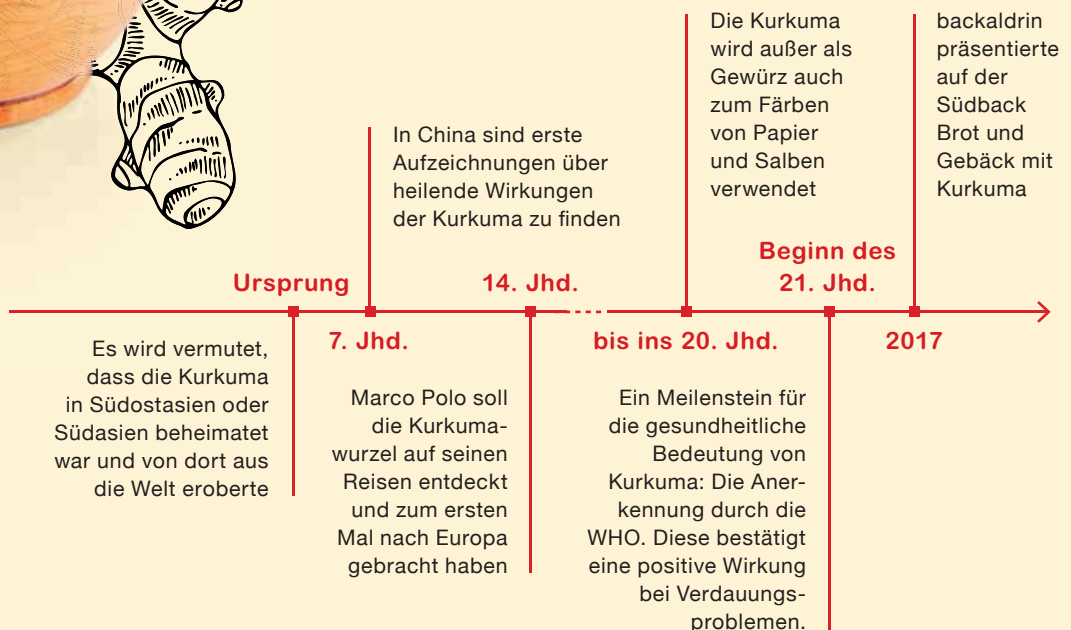 Ursprung
Es wird vermutet,
dass die Kurkuma
in Südostasien oder
Südasien beheimatet
war und von dort aus
die Welt eroberte
7. Jhd.
In China sind erste
Aufzeichnungen über
heilende Wirkungen
der Kurkuma zu finden
14. Jhd.
Marco Polo soll
die Kurkuma-
wurzel auf seinen
Reisen entdeckt
und zum ersten
Mal nach Europa
gebracht haben
bis ins 20. Jhd.
Die Kurkuma
wird außer als
Gewürz auch
zum Färben
von Papier
und Salben
verwendet
Beginn des
21. Jhd.
Ein Meilenstein für
die gesundheitliche
Bedeutung von
Kurkuma: Die Aner-
kennung durch die
WHO. Diese bestätigt
eine positive Wirkung
bei Verdauungs-
problemen.
2017
backaldrin
präsentierte
auf der
Südback
Brot und
Gebäck mit
Kurkuma